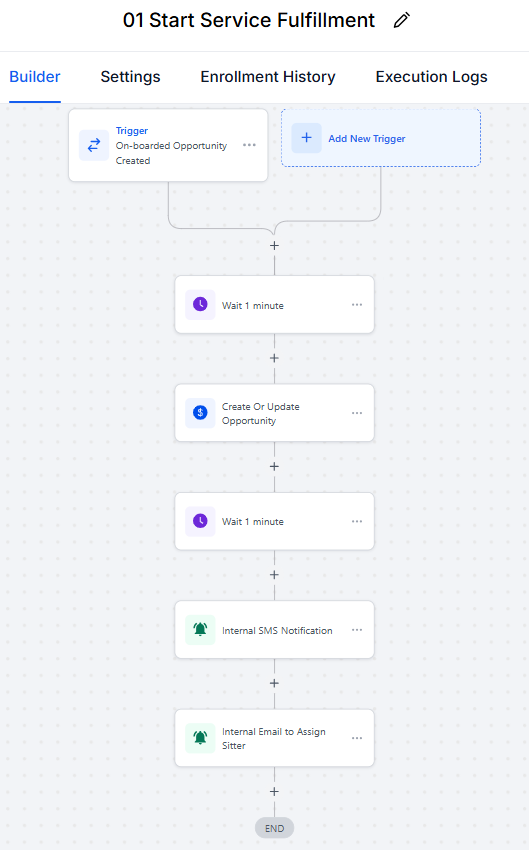 01 Start Service Fulfillment
Builder
Settings
Enrollment History
Execution Logs
Trigger
On-boarded Opportunity
Created
Add New Trigger
Wait 1 minute
Create Or Update
Opportunity
Wait 1 minute
Internal SMS Notification
Internal Email to Assign
Sitter
END